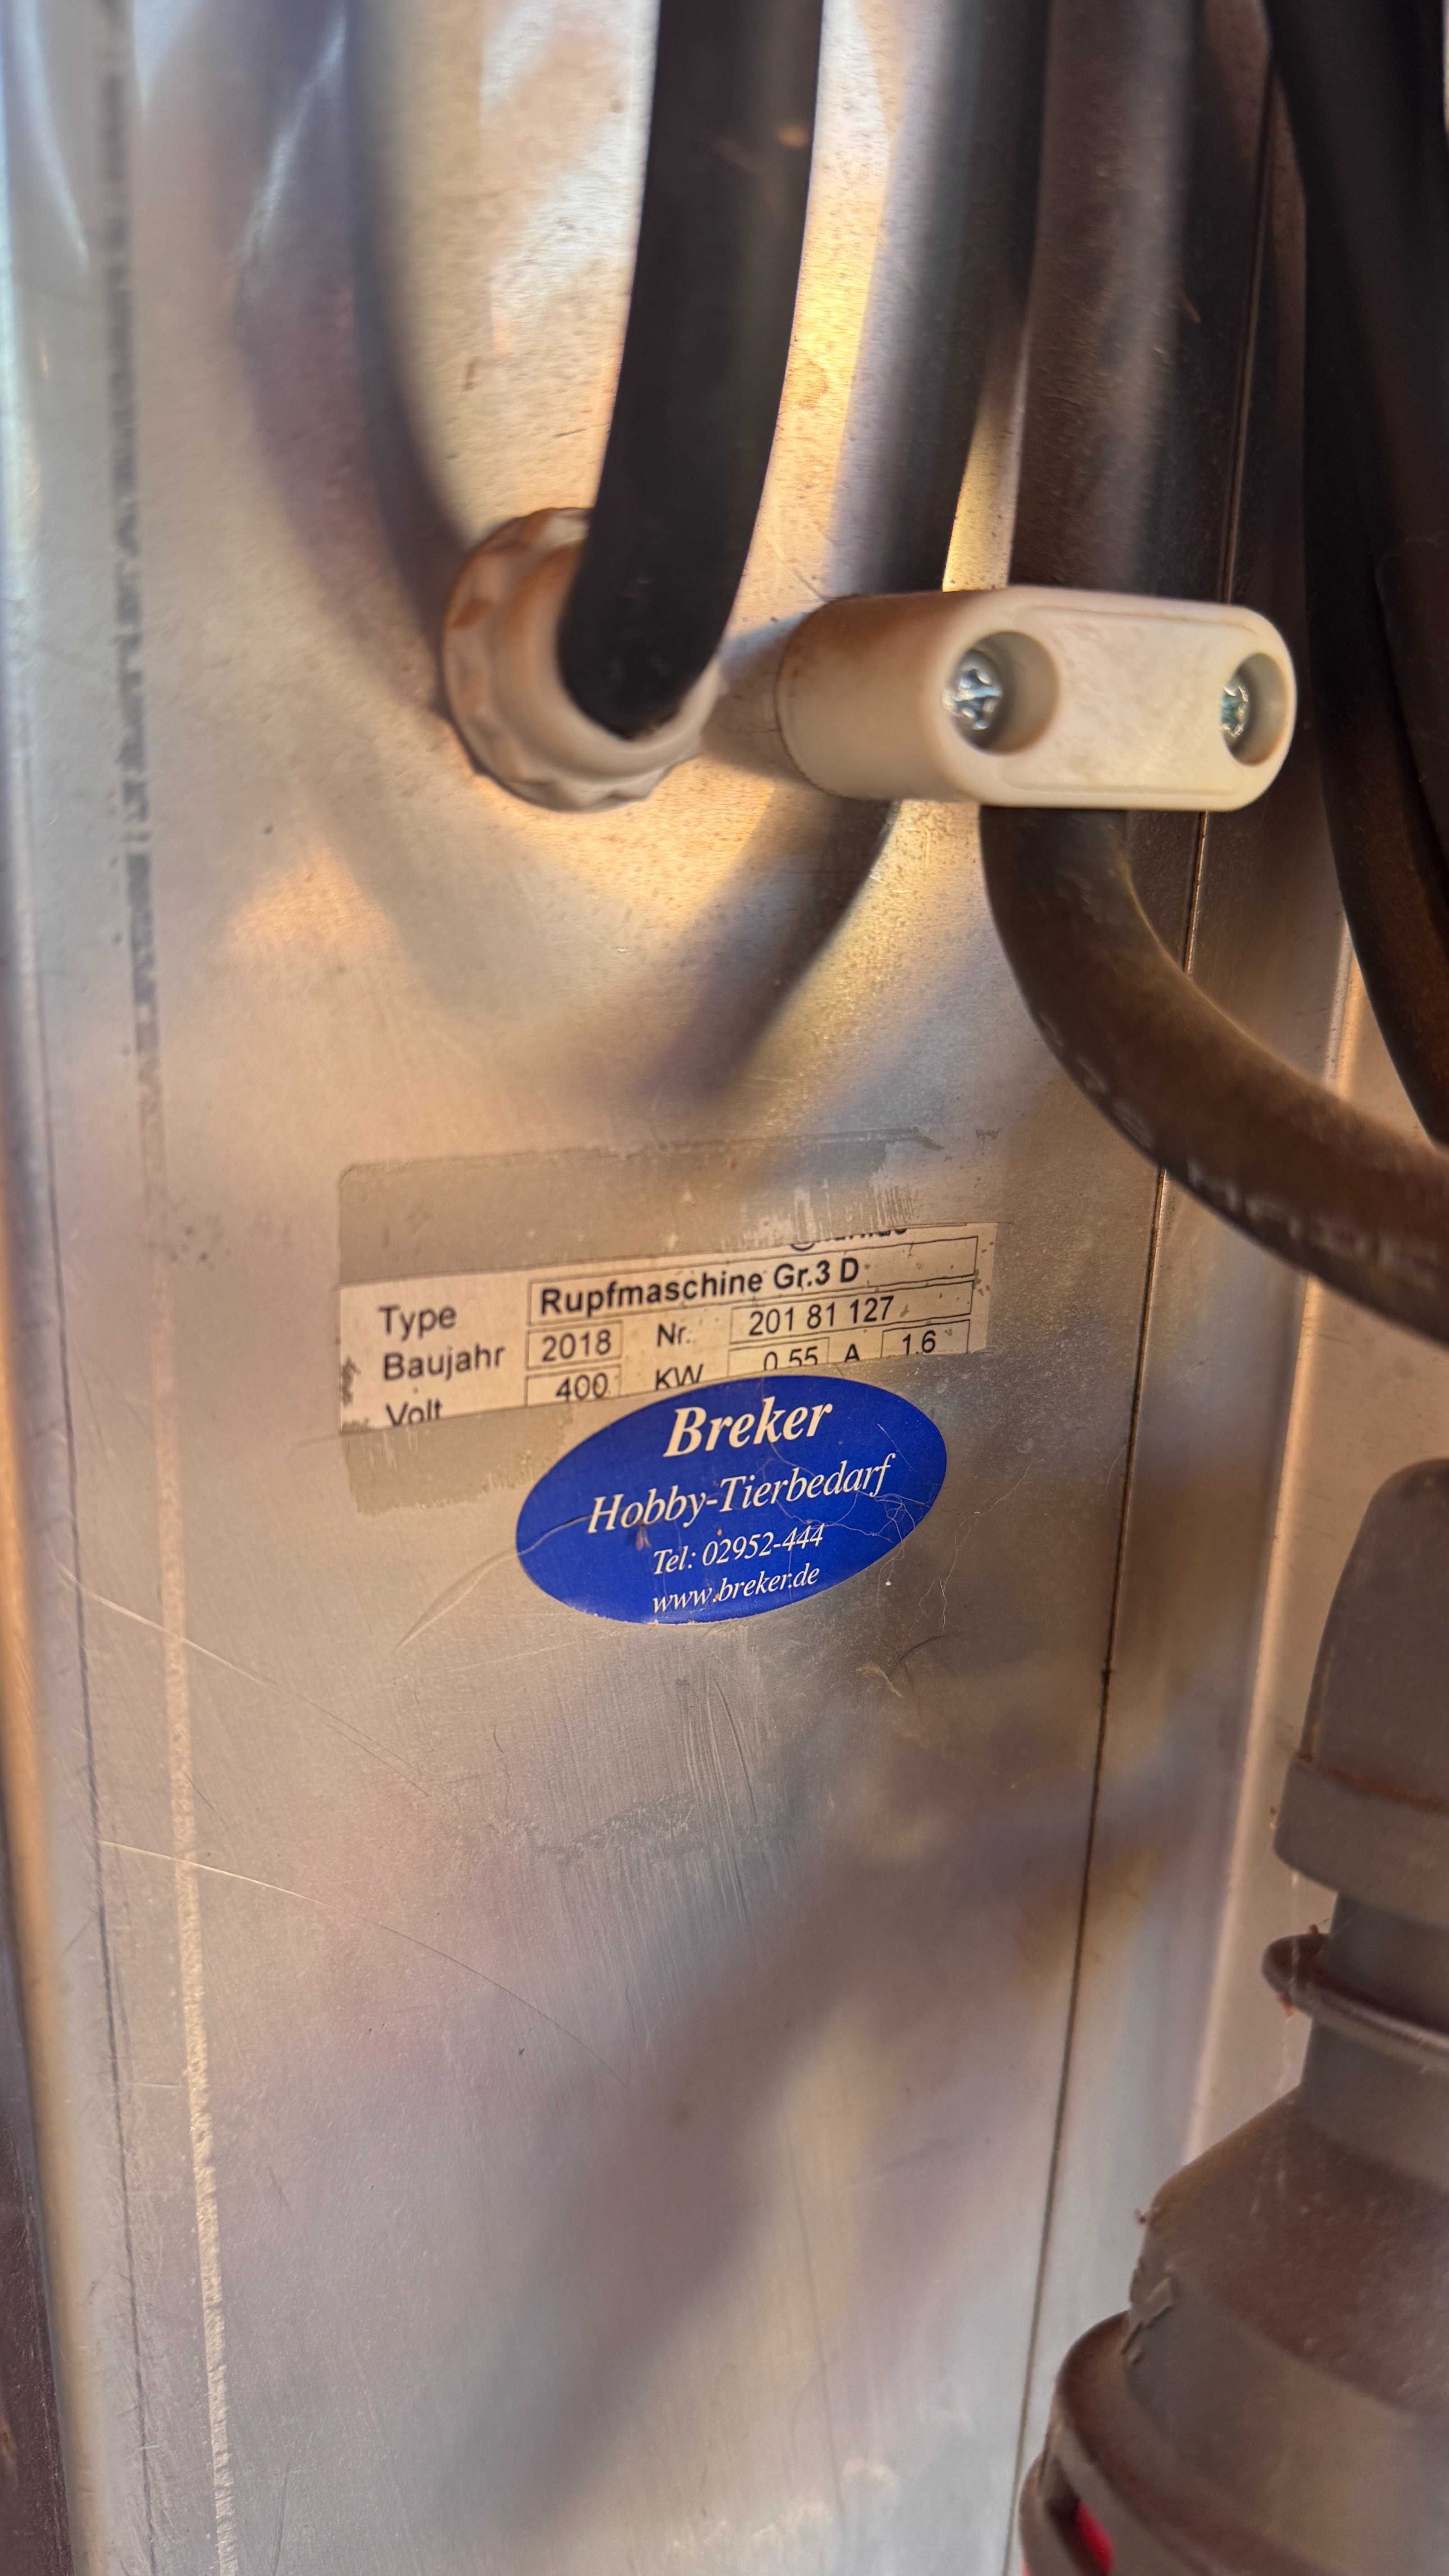 Type Rupfmaschine Gr.3 D
Baujahr 2018 Nr. 201 81 127
Volt 400 KW 0.55 A 1.6
Breker
Hobby-Tierbedarf
Tel: 02952-444
www.breker.de